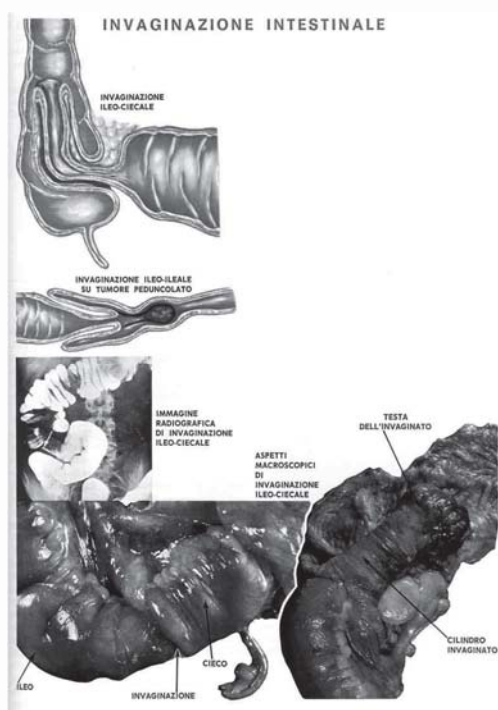 INVAGINAZIONE INTESTINALE
INVAGINAZIONE
ILEO-CIECALE
INVAGINAZIONE ILEO-ILEALE
SU TUMORE PEDUNCOLATO
IMMAGINE
RADIOGRAFICA
DI INVAGINAZIONE
ILEO-CIECALE
TESTA
DELL'INVAGINATO
ASPETTI
MACROSCOPICI
DI
INVAGINAZIONE
ILEO-CIECALE
CILINDRO
INVAGINATO
CIECO
ILEO
INVAGINAZIONE